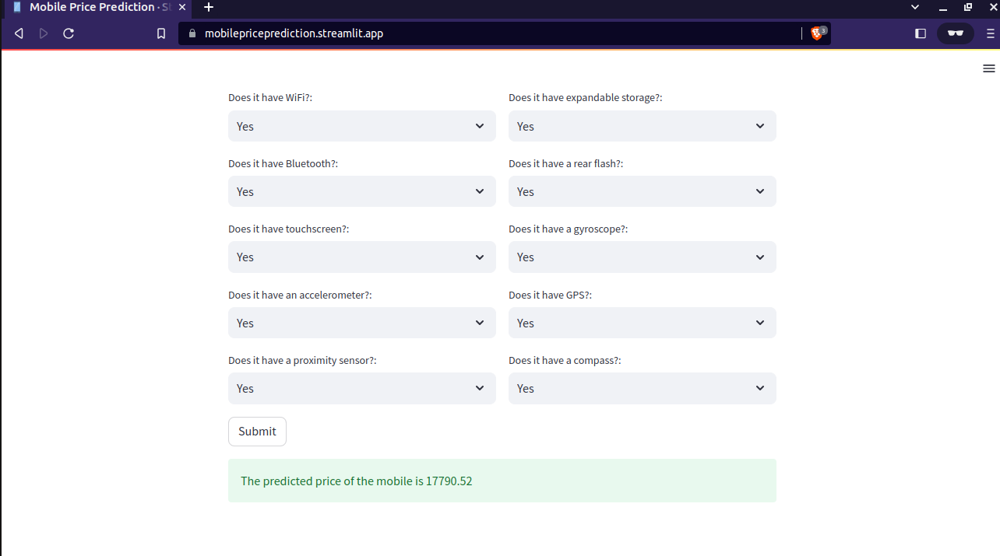 Mobile Price Prediction · St
mobilepriceprediction.streamlit.app
3
Does it have WiFi?:
Yes
Does it have expandable storage?:
Yes
Does it have Bluetooth?:
Yes
Does it have a rear flash?:
Yes
Does it have touchscreen?:
Yes
Does it have a gyroscope?:
Yes
Does it have an accelerometer?:
Yes
Does it have GPS?:
Yes
Does it have a proximity sensor?:
Yes
Does it have a compass?:
Yes
Submit
The predicted price of the mobile is 17790.52